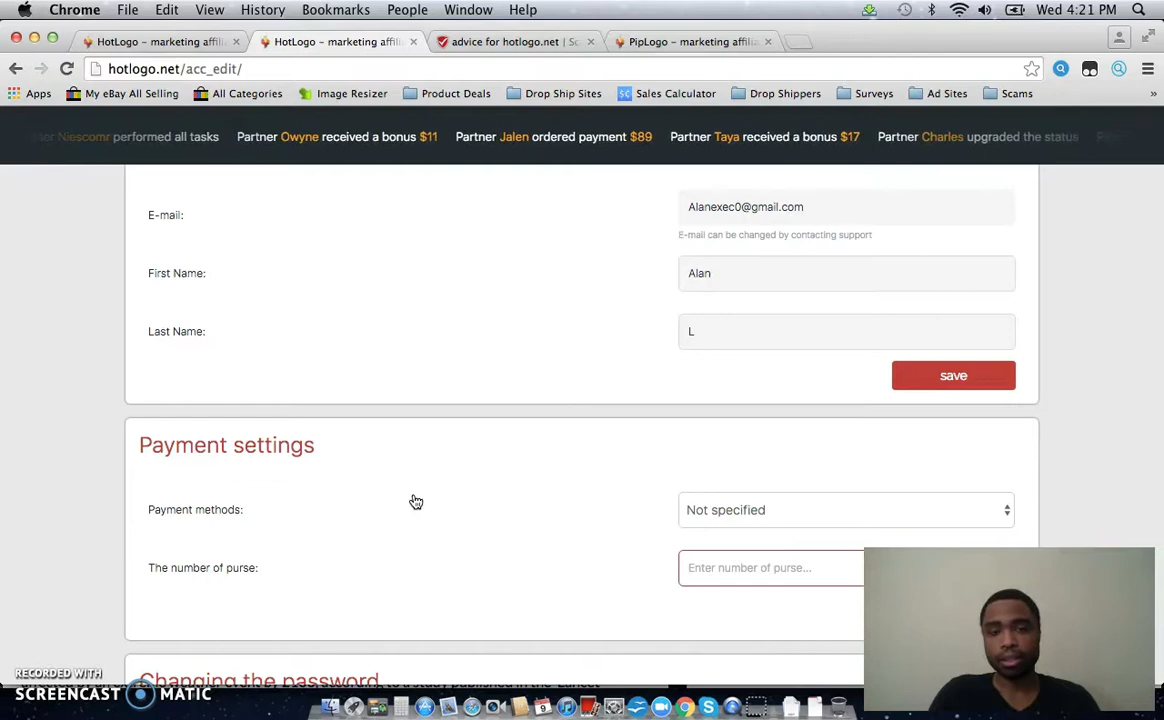 Chrome File Edit View History Bookmarks People Window Help Wed 4:21 PM
HotLogo – marketing affili HotLogo – marketing affilia advice for hotlogo.net | Sc PipLogo – marketing affilia
hotlogo.net/acc_edit/
Apps My eBay All Selling All Categories Image Resizer Product Deals Drop Ship Sites Sales Calculator Drop Shippers Surveys Ad Sites Scams »
Niescomr performed all tasks Partner Owyne received a bonus $11 Partner Jalen ordered payment $89 Partner Taya received a bonus $17 Partner Charles upgraded the status
E-mail: Alanexec0@gmail.com
E-mail can be changed by contacting support
First Name: Alan
Last Name: L
save
Payment settings
Payment methods: Not specified
The number of purse: Enter number of purse...
Changing the password
RECORDED WITH
SCREENCAST MATIC